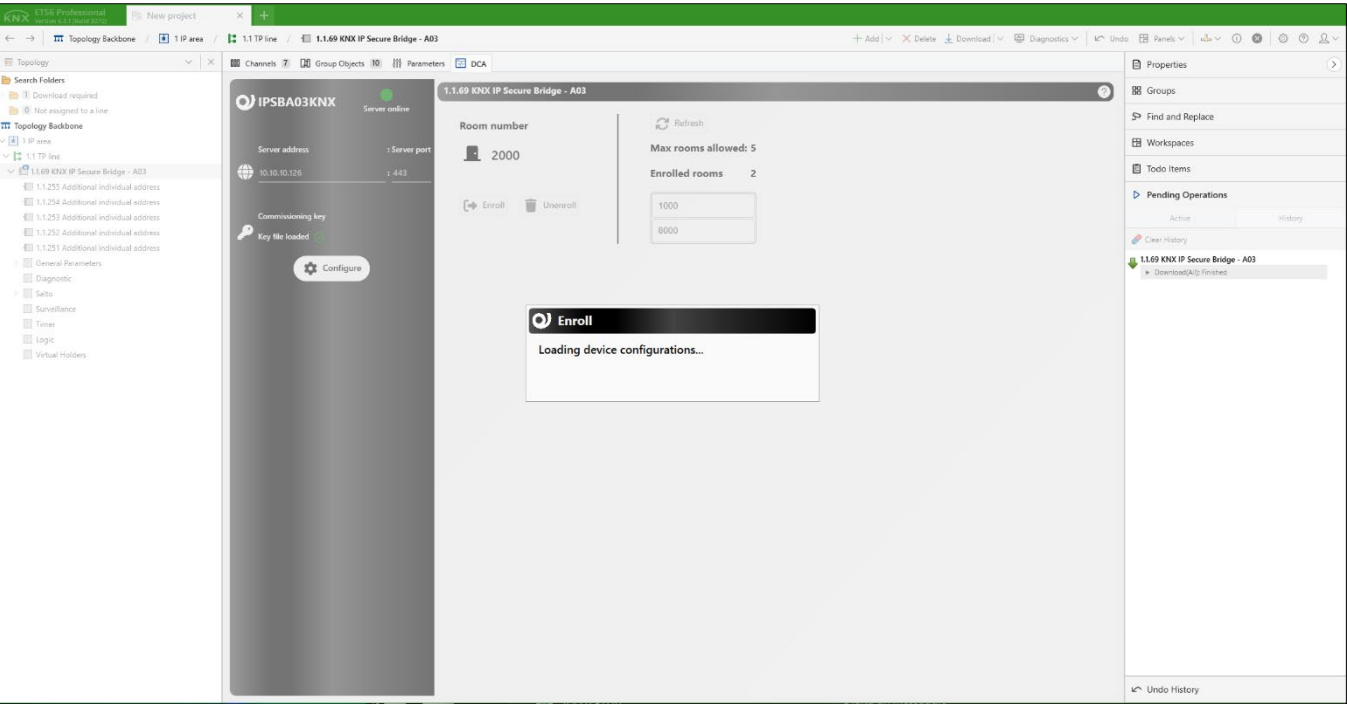 KNX ETS6 Professional
New project
← → Topology Backbone / 1 IP area / 1.1 TP line / 1.1.69 KNX IP Secure Bridge - A03
+ Add Delete Download Diagnostics Undo Panels
Topology
Channels 7 Group Objects 10 Parameters DCA
Search Folders
1 Download required
0 Not assigned to a line
Topology Backbone
1 IP area
1.1 TP line
1.1.69 KNX IP Secure Bridge - A03
1.1.255 Additional individual address
1.1.254 Additional individual address
1.1.253 Additional individual address
1.1.252 Additional individual address
1.1.251 Additional individual address
General Parameters
Diagnostic
Salto
Surveillance
Timer
Logic
Virtual Holders
IPSBA03KNX
Server online
Server address : Server port
10.10.10.126 : 443
Commissioning key
Key file loaded
Configure
1.1.69 KNX IP Secure Bridge - A03
Room number
2000
Enroll Unenroll
Refresh
Max rooms allowed: 5
Enrolled rooms 2
1000
8000
Enroll
Loading device configurations...
Properties
Groups
Find and Replace
Workspaces
Todo Items
Pending Operations
Active History
Clear History
1.1.69 KNX IP Secure Bridge - A03
Download(All): Finished
Undo History